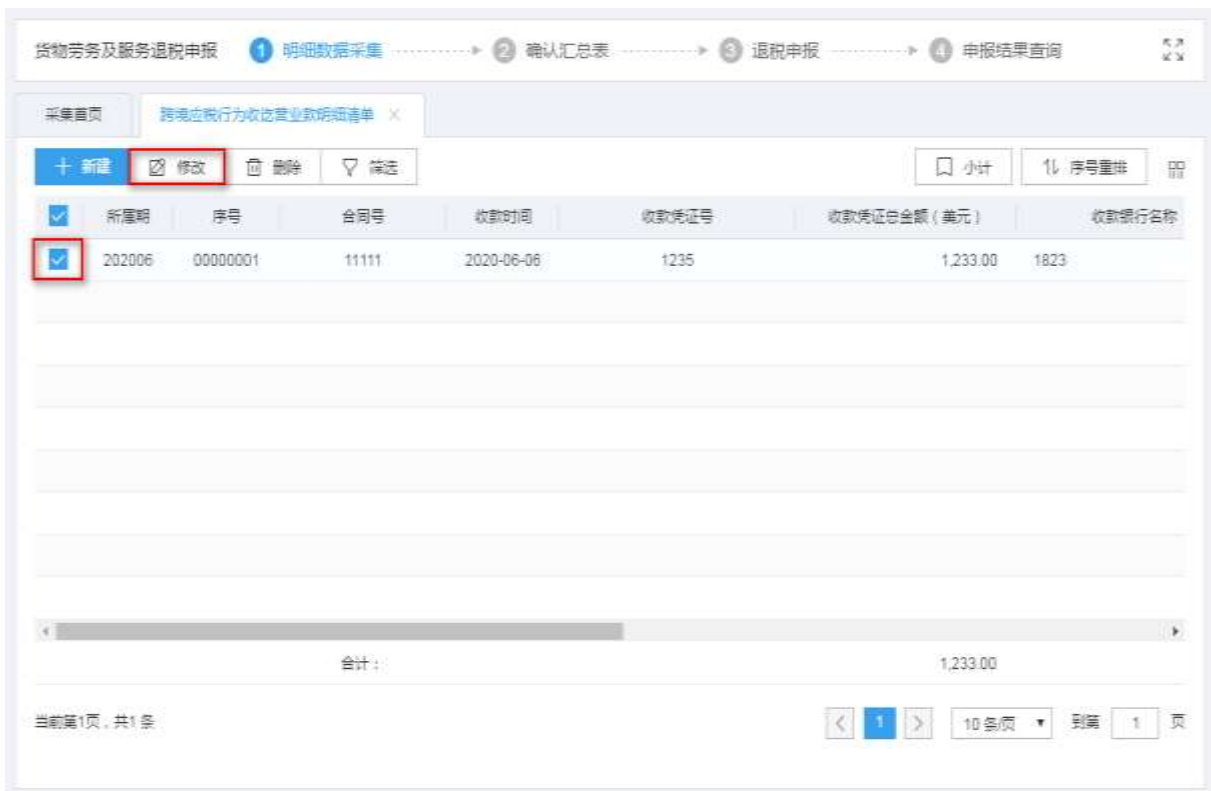 货物劳务及服务退税申报 1 明细数据采集 2 确认汇总表 3 退税申报 4 申报结果查询
采集首页 跨境应税行为收讫营业款明细清单 ×
+ 新建 修改 删除 筛选 小计 序号重排
所属期 序号 合同号 收款时间 收款凭证号 收款凭证总金额(美元) 收款银行名称
202006 00000001 11111 2020-06-06 1235 1,233.00 1823
合计: 1,233.00
当前第1页,共1条 < 1 > 10条/页 到第 1 页